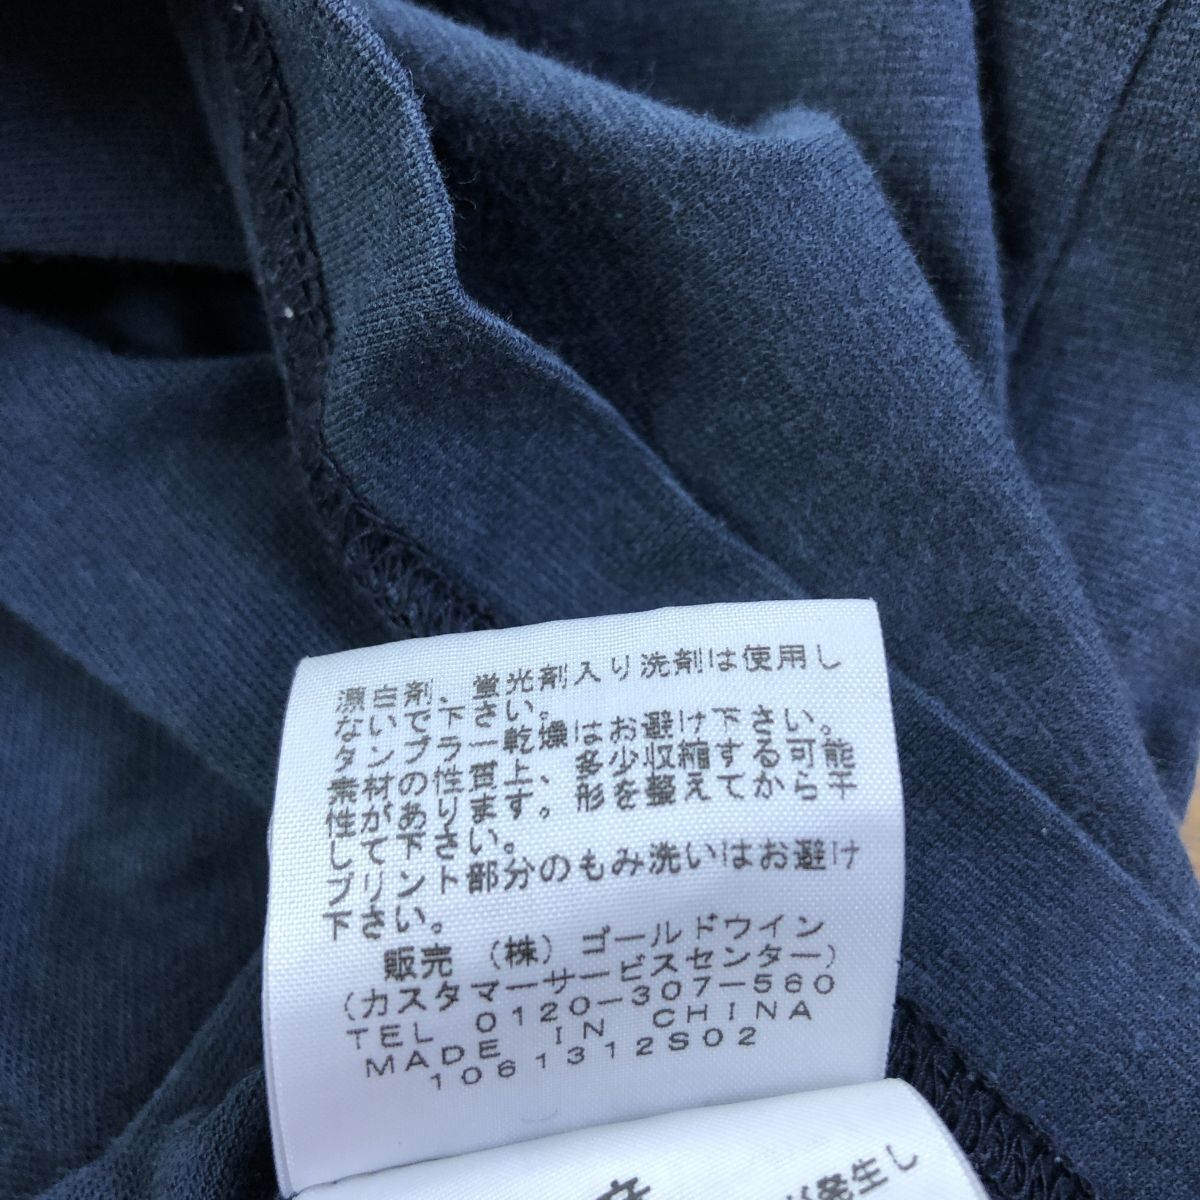 漂白剤、蛍光剤入り洗剤は使用し
ないで下さい。
タンブラー乾燥はお避け下さい。
素材の性質上、多少収縮する可能
性があります。形を整えてから干
して下さい。
プリント部分のもみ洗いはお避け
下さい。
販売 (株) ゴールドウイン
(カスタマーサービスセンター)
TEL 0120-307-560
MADE IN CHINA
1061312S02
発生し